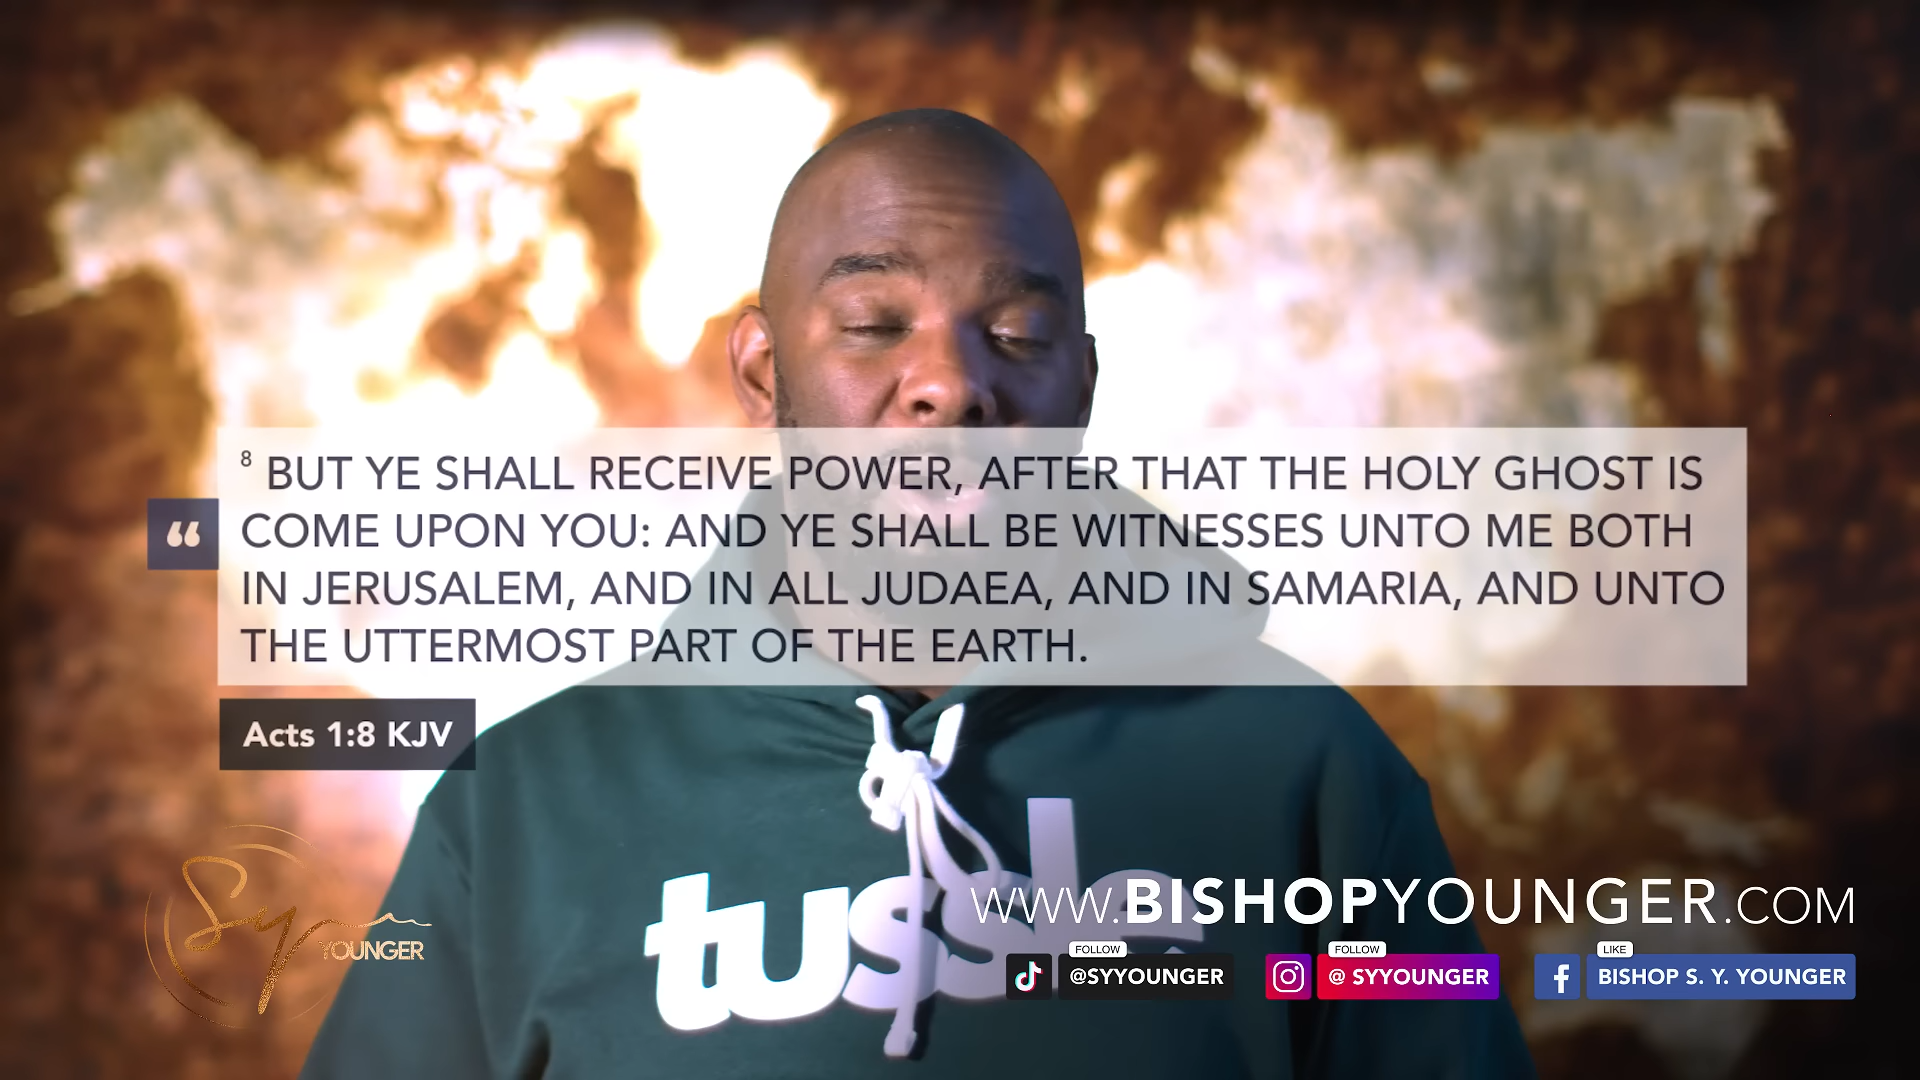 8 BUT YE SHALL RECEIVE POWER, AFTER THAT THE HOLY GHOST IS
COME UPON YOU: AND YE SHALL BE WITNESSES UNTO ME BOTH
IN JERUSALEM, AND IN ALL JUDAEA, AND IN SAMARIA, AND UNTO
THE UTTERMOST PART OF THE EARTH.
Acts 1:8 KJV
tussle
Sy
YOUNGER
WWW.BISHOPYOUNGER.COM
FOLLOW
@SYYOUNGER
FOLLOW
@ SYYOUNGER
LIKE
BISHOP S. Y. YOUNGER